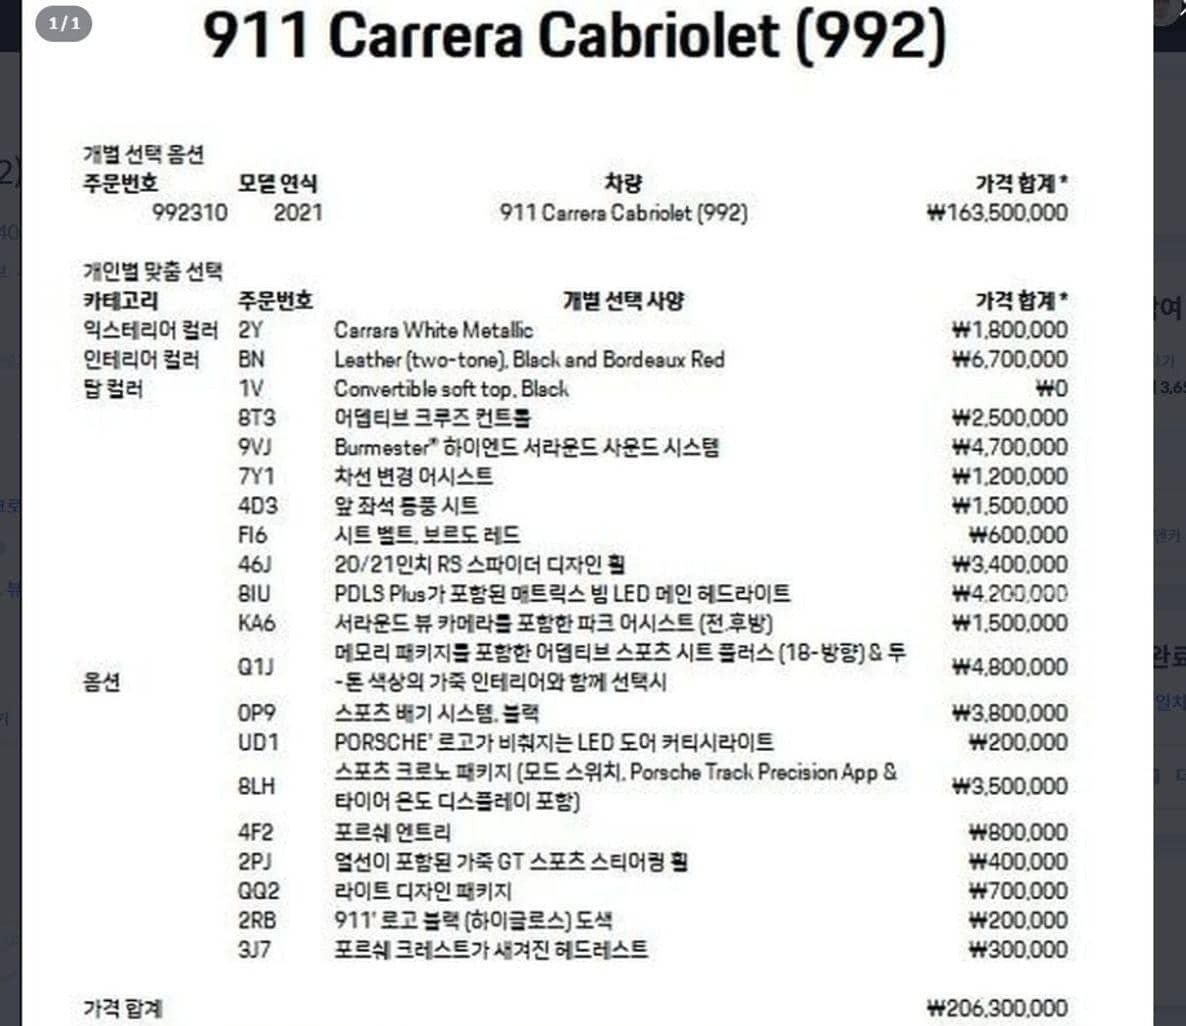 1/1
911 Carrera Cabriolet (992)
개별 선택 옵션
주문번호 모델 연식 차량 가격 합계*
992310 2021 911 Carrera Cabriolet (992) ₩163,500,000
개인별 맞춤 선택
카테고리 주문번호 개별 선택 사양 가격 합계*
익스테리어 컬러 2Y Carrara White Metallic ₩1,800,000
인테리어 컬러 BN Leather (two-tone), Black and Bordeaux Red ₩6,700,000
탑 컬러 1V Convertible soft top, Black ₩0
8T3 어댑티브 크루즈 컨트롤 ₩2,500,000
9VJ Burmester® 하이엔드 서라운드 사운드 시스템 ₩4,700,000
7Y1 차선 변경 어시스트 ₩1,200,000
4D3 앞 좌석 통풍 시트 ₩1,500,000
FI6 시트 벨트, 보르도 레드 ₩600,000
46J 20/21인치 RS 스파이더 디자인 휠 ₩3,400,000
8IU PDLS Plus가 포함된 매트릭스 빔 LED 메인 헤드라이트 ₩4,200,000
KA6 서라운드 뷰 카메라를 포함한 파크 어시스트 (전,후방) ₩1,500,000
옵션 Q1J 메모리 패키지를 포함한 어댑티브 스포츠 시트 플러스 (18-방향) & 투
-톤 색상의 가죽 인테리어와 함께 선택시 ₩4,800,000
0P9 스포츠 배기 시스템, 블랙 ₩3,800,000
UD1 PORSCHE' 로고가 비춰지는 LED 도어 커티시라이트 ₩200,000
8LH 스포츠 크로노 패키지 (모드 스위치, Porsche Track Precision App &
타이어 온도 디스플레이 포함) ₩3,500,000
4F2 포르쉐 엔트리 ₩800,000
2PJ 열선이 포함된 가죽 GT 스포츠 스티어링 휠 ₩400,000
QQ2 라이트 디자인 패키지 ₩700,000
2RB 911' 로고 블랙 (하이글로스) 도색 ₩200,000
3J7 포르쉐 크레스트가 새겨진 헤드레스트 ₩300,000
가격 합계 ₩206,300,000